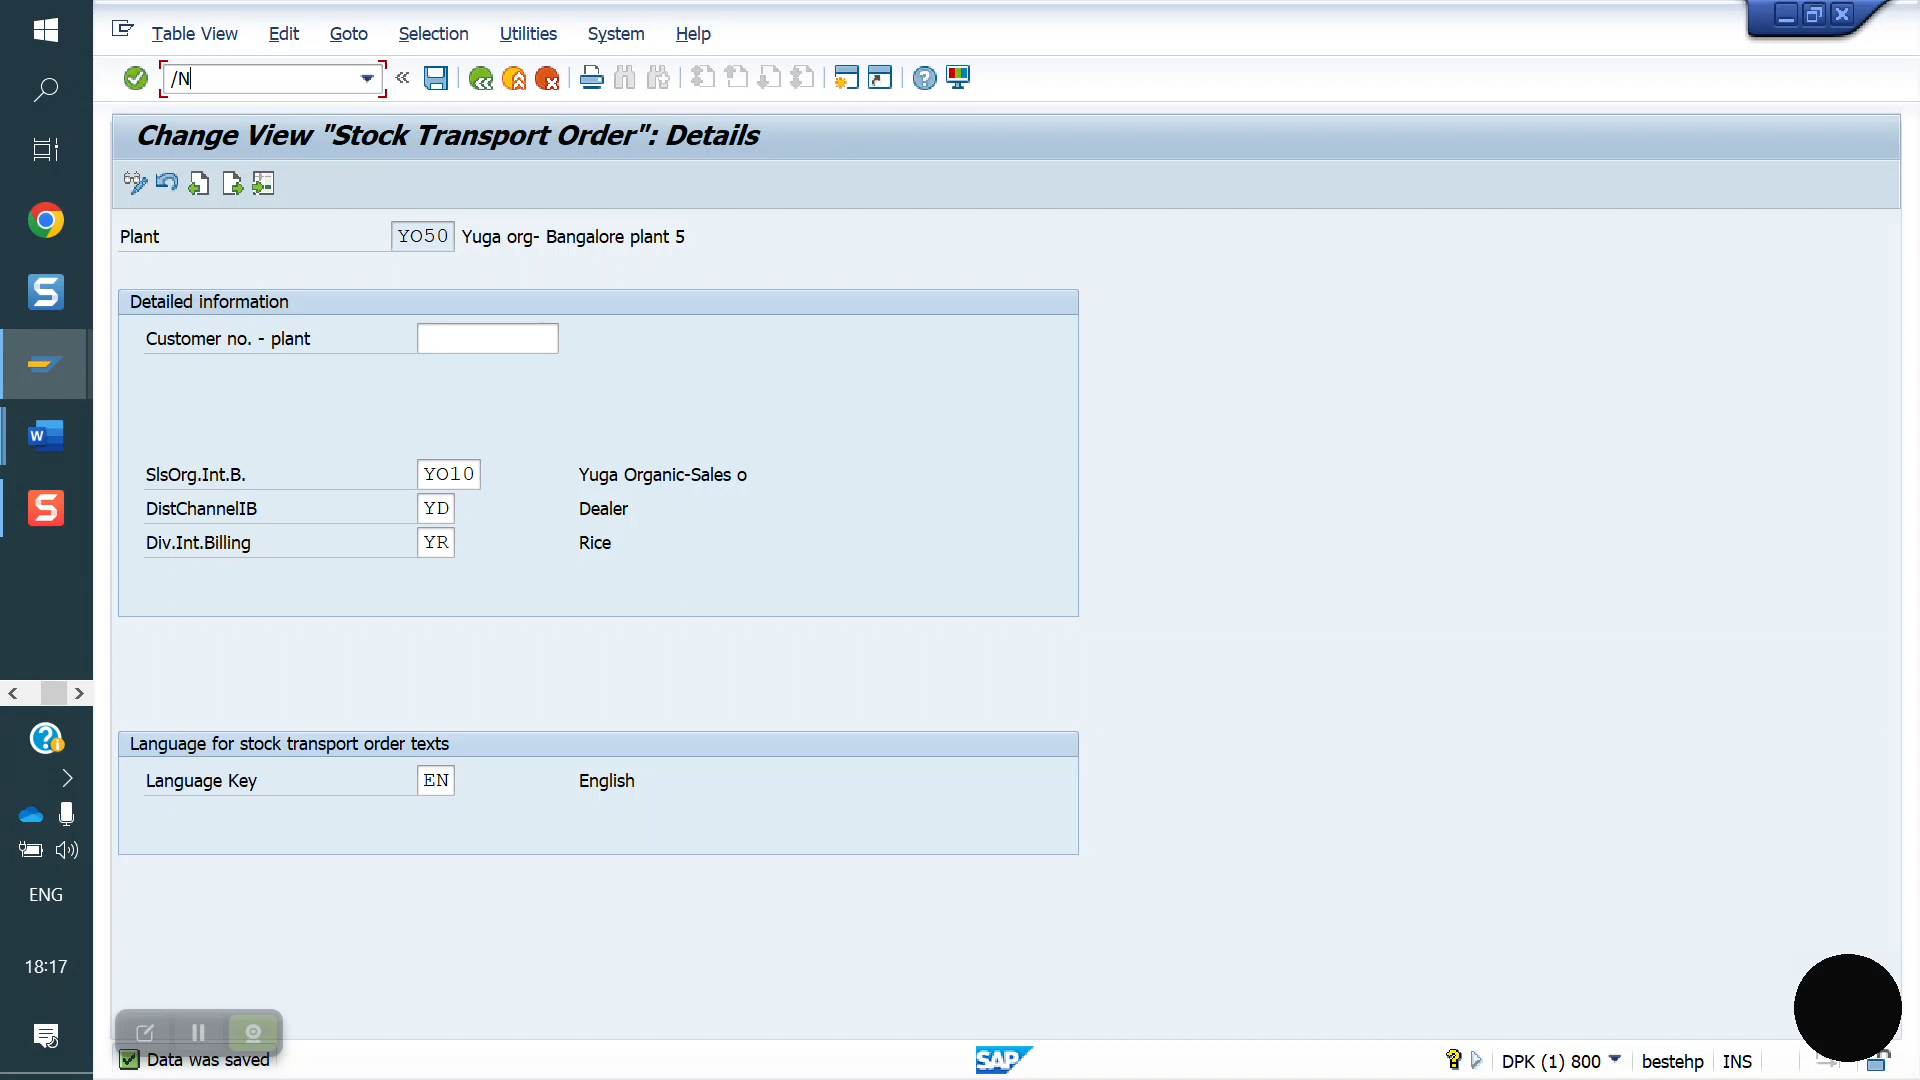 Table View Edit Goto Selection Utilities System Help
/N
Change View "Stock Transport Order": Details
Plant YO50 Yuga org- Bangalore plant 5
Detailed information
Customer no. - plant
SlsOrg.Int.B. YO10 Yuga Organic-Sales o
DistChannelIB YD Dealer
Div.Int.Billing YR Rice
Language for stock transport order texts
Language Key EN English
ENG
18:17
Data was saved
SAP
DPK (1) 800 bestehp INS